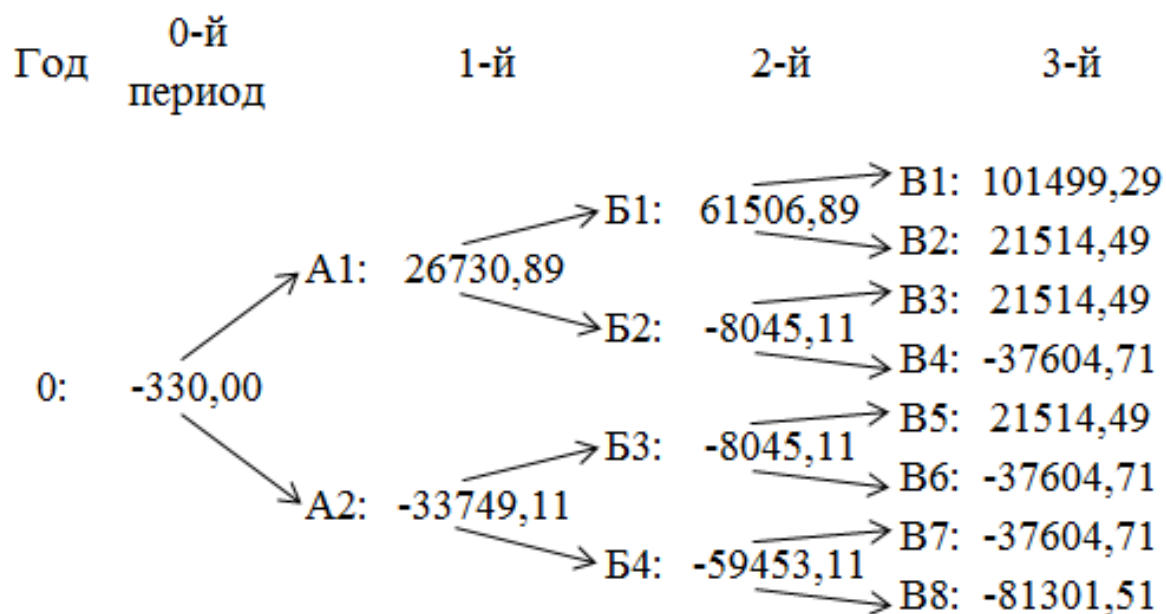 Год 0-й период 1-й 2-й 3-й
В1: 101499,29
Б1: 61506,89
В2: 21514,49
А1: 26730,89
В3: 21514,49
Б2: -8045,11
В4: -37604,71
0: -330,00
В5: 21514,49
Б3: -8045,11
В6: -37604,71
А2: -33749,11
В7: -37604,71
Б4: -59453,11
В8: -81301,51